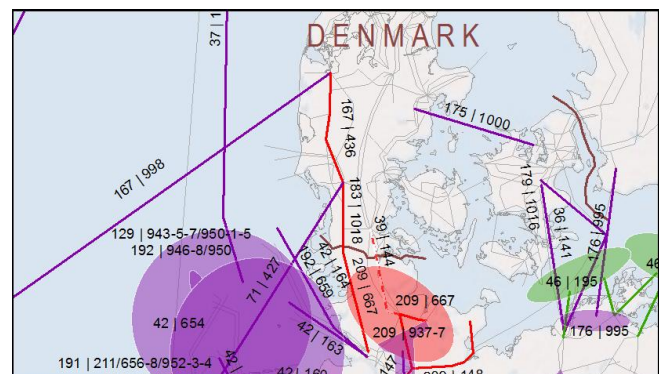 37 | 1
DENMARK
167 | 436
175 | 1000
167 | 998
179 | 1016
183 | 1018
36 | 141
176 | 995
129 | 943-5-7/950-1-5
192 | 946-8/950
39 | 144
42 | 164
192 | 659
209 | 667
71 | 427
46
46 | 195
209 | 667
42 | 654
209 | 937-7
176 | 995
42 | 163
191 | 211/656-8/952-3-4
42 |
147